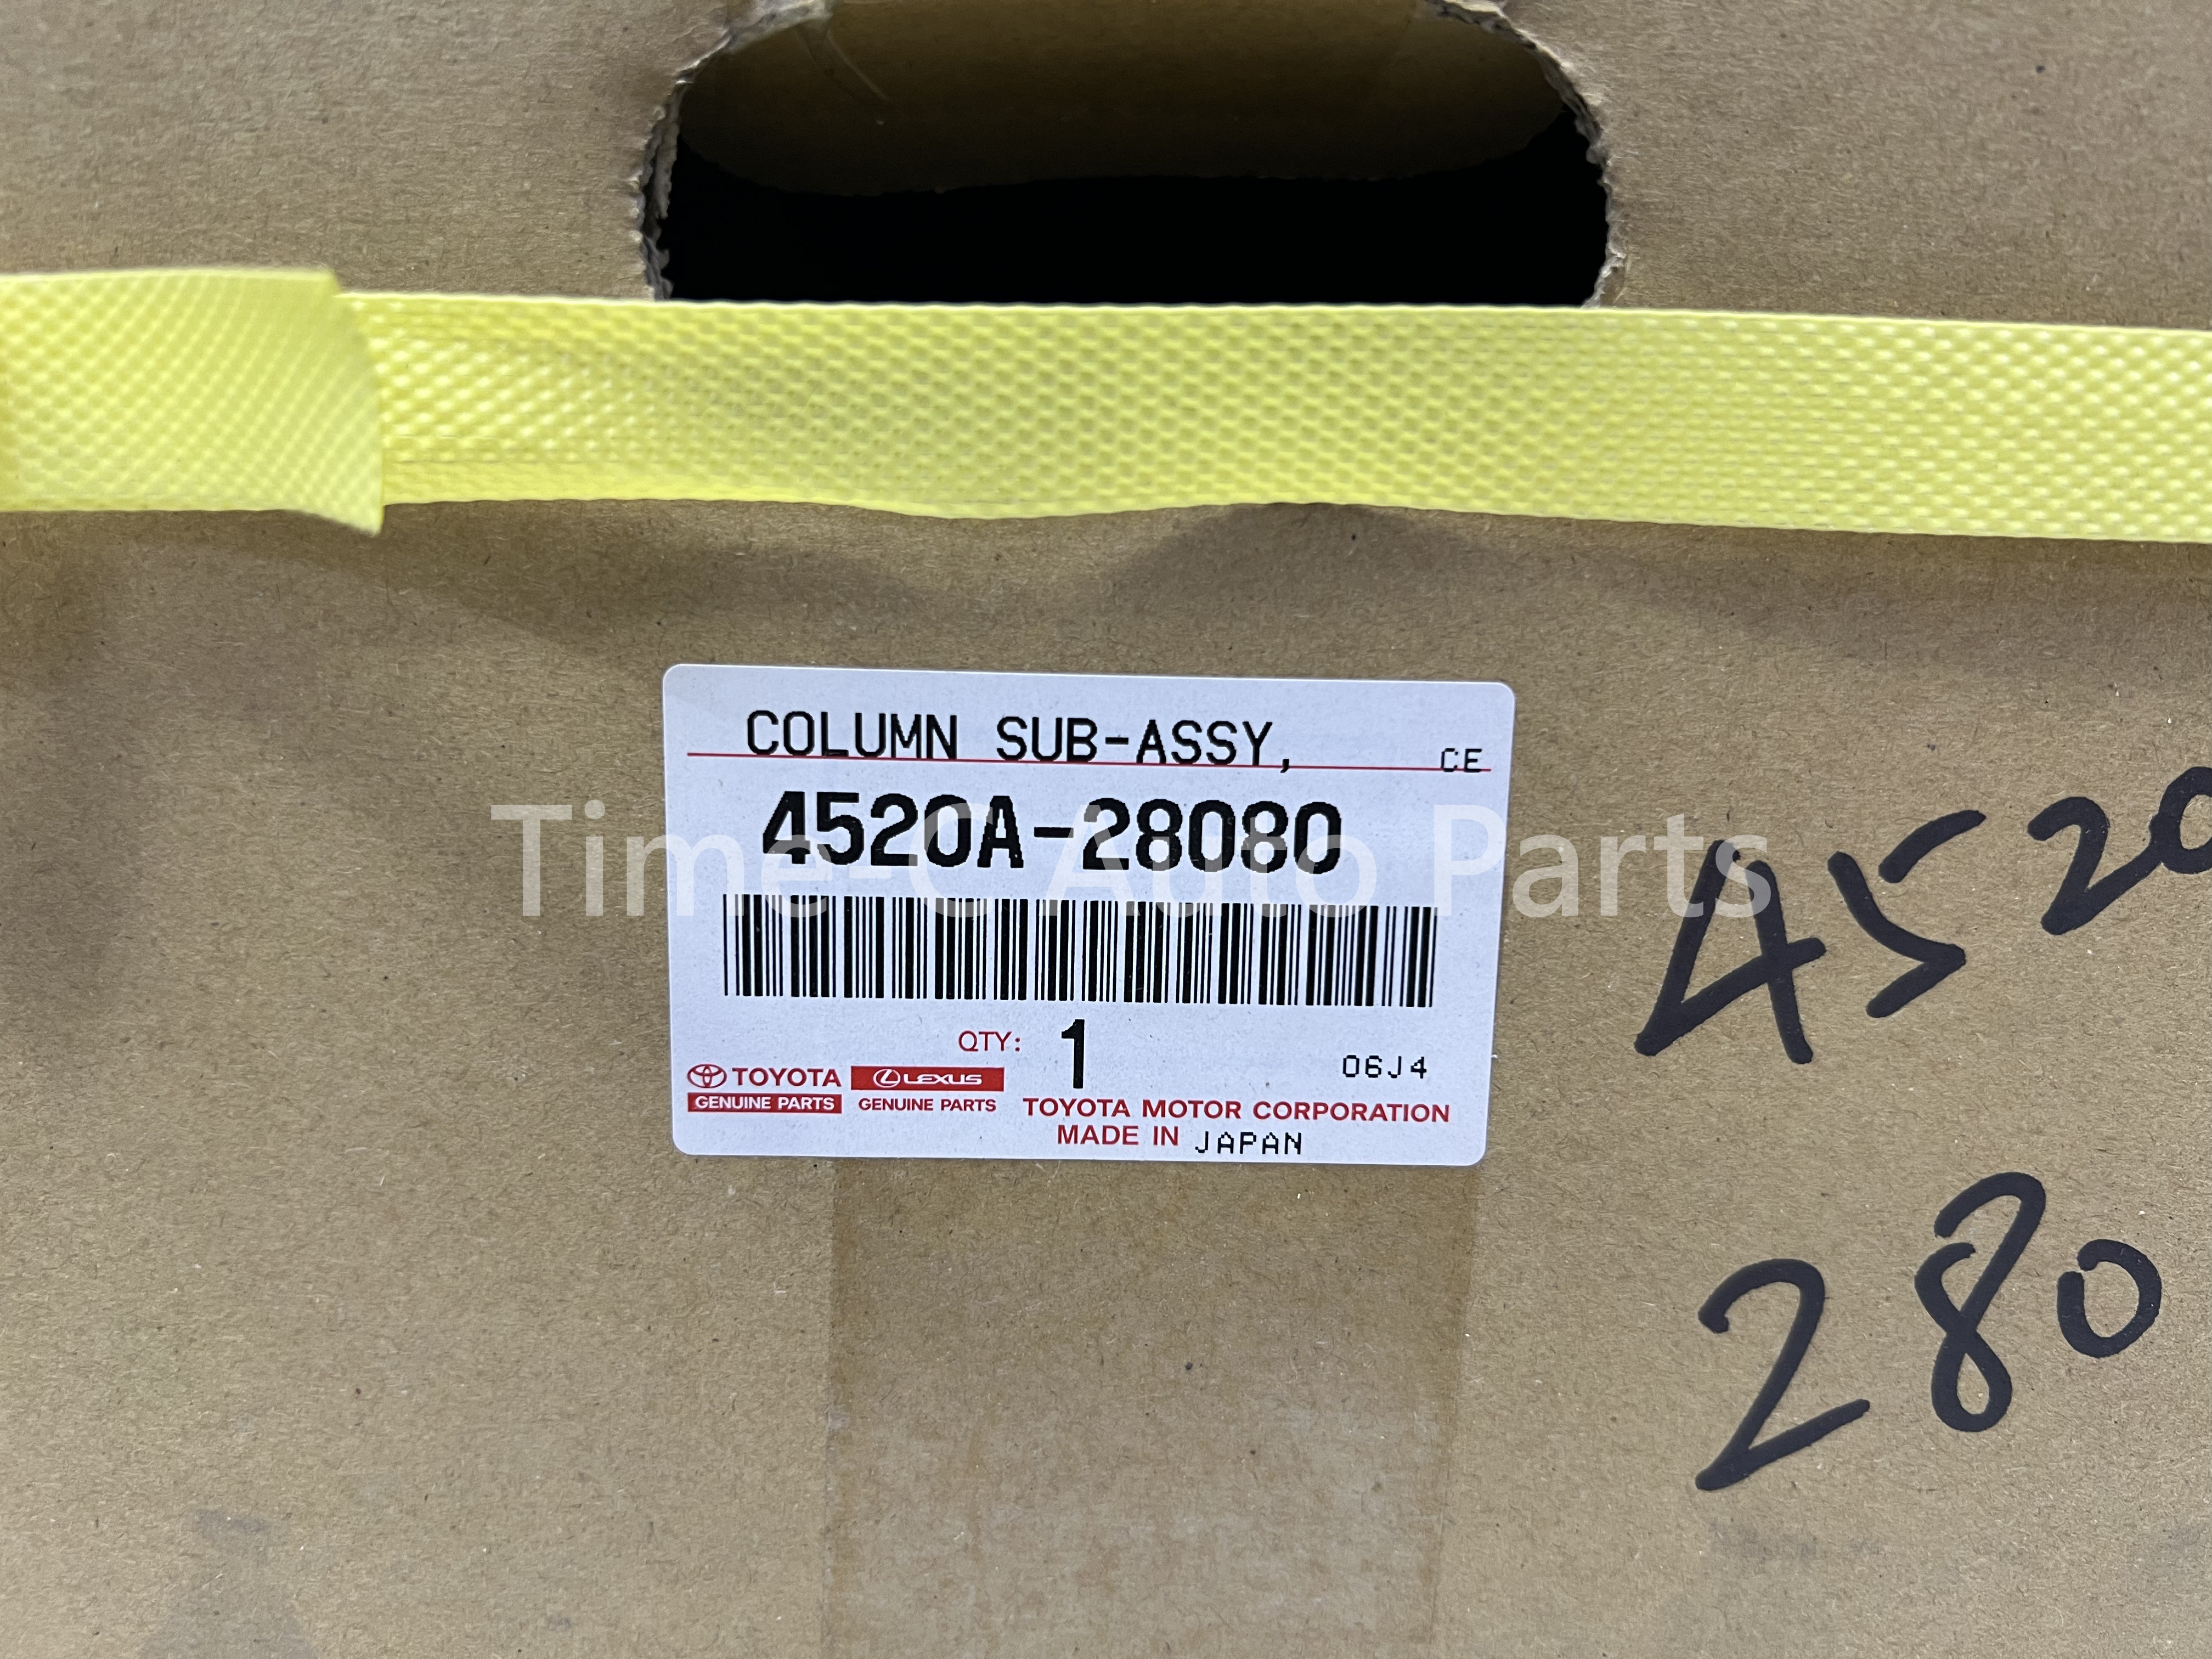 COLUMN SUB-ASSY,
CE
4520A-28080
Time-C Auto Parts
QTY: 1
06J4
TOYOTA
GENUINE PARTS
LEXUS
GENUINE PARTS
TOYOTA MOTOR CORPORATION
MADE IN JAPAN
4520
280